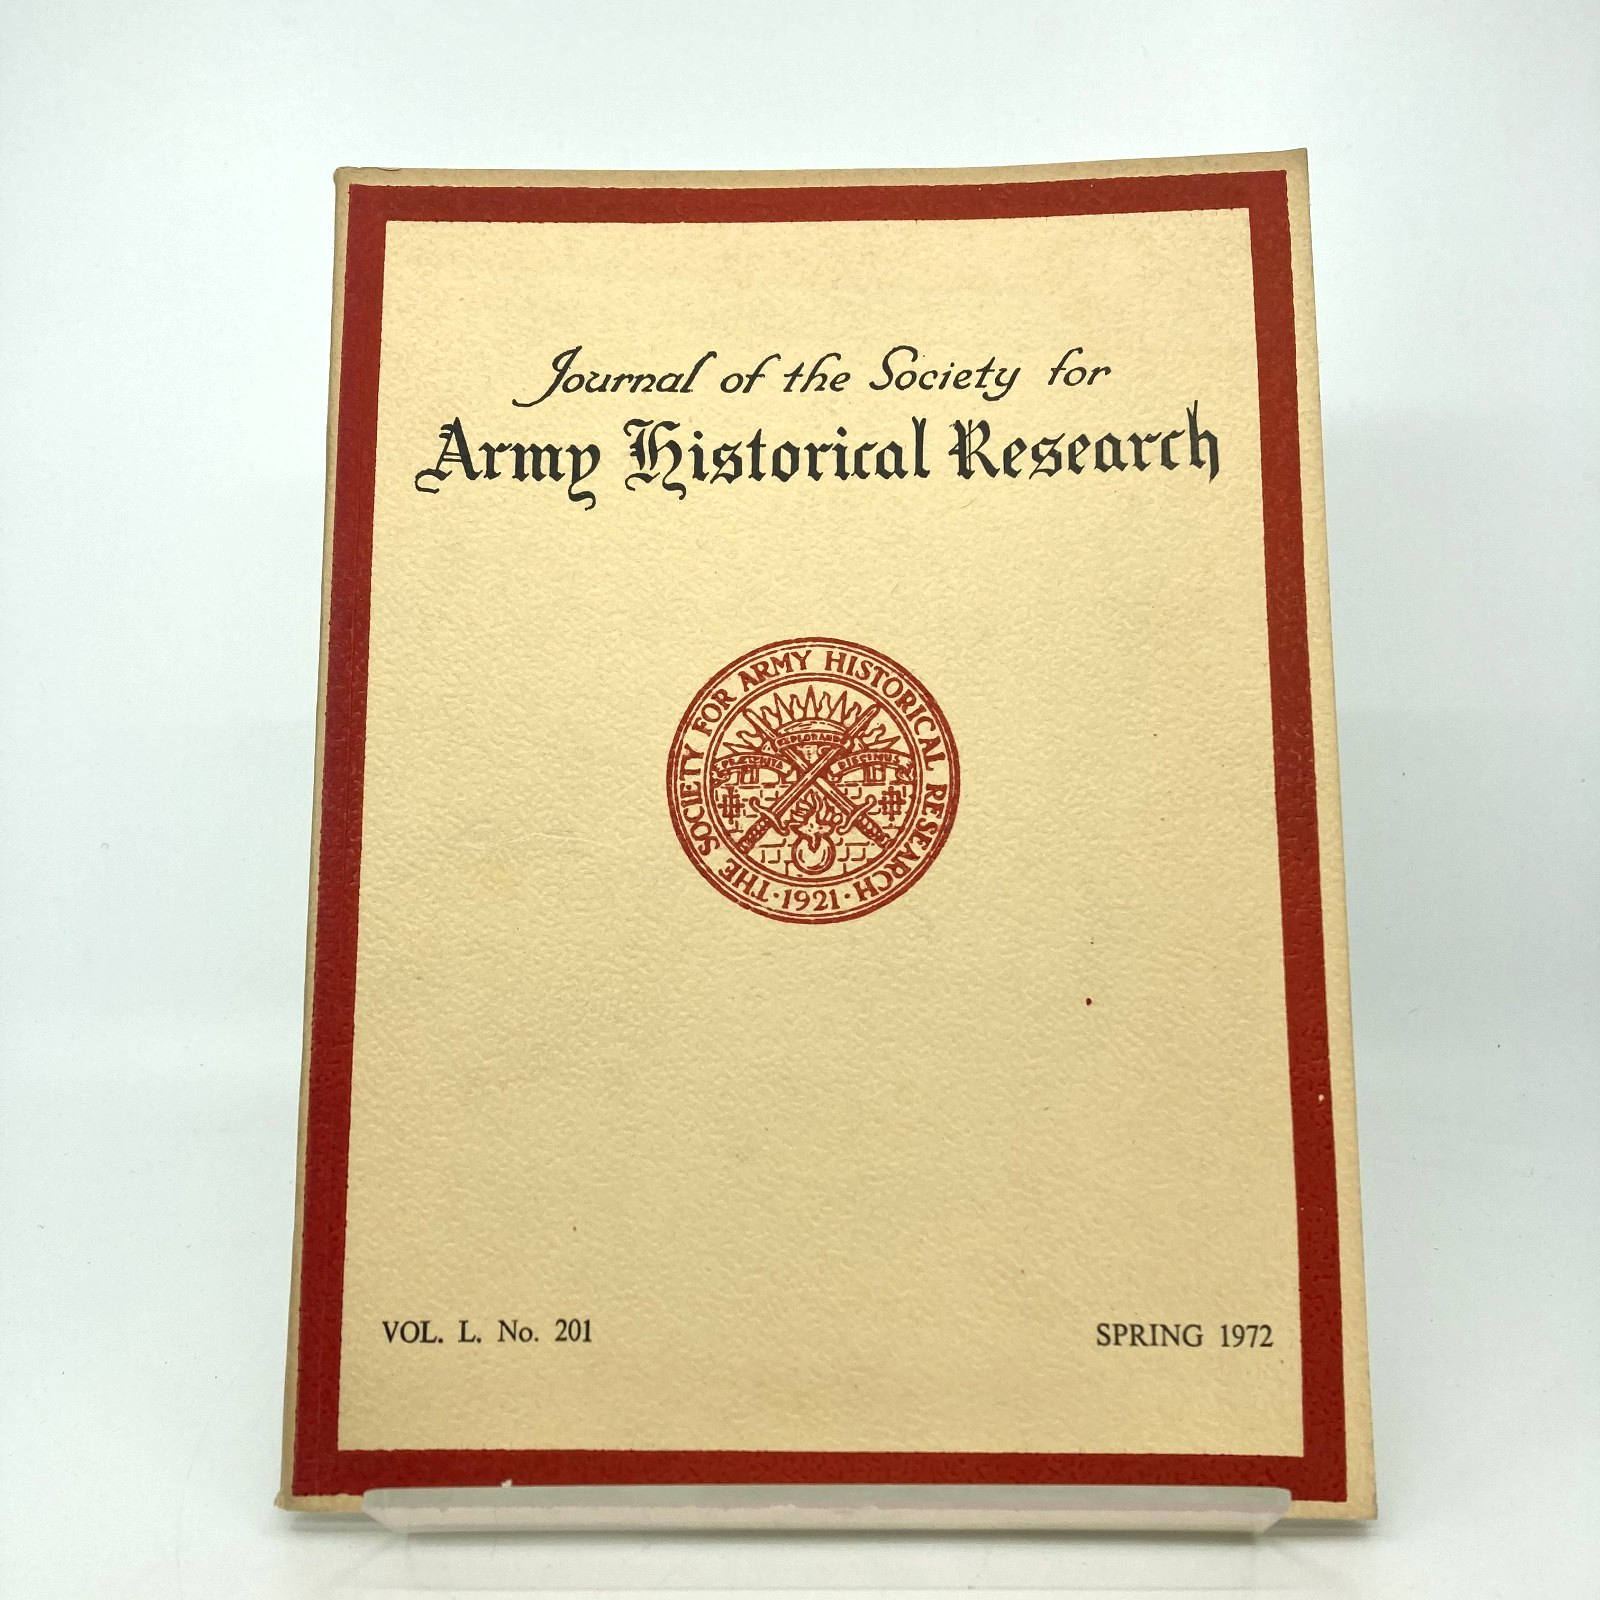 Journal of the Society for
Army Historical Research
THE SOCIETY FOR ARMY HISTORICAL RESEARCH
·1921·
VOL. L. No. 201
SPRING 1972